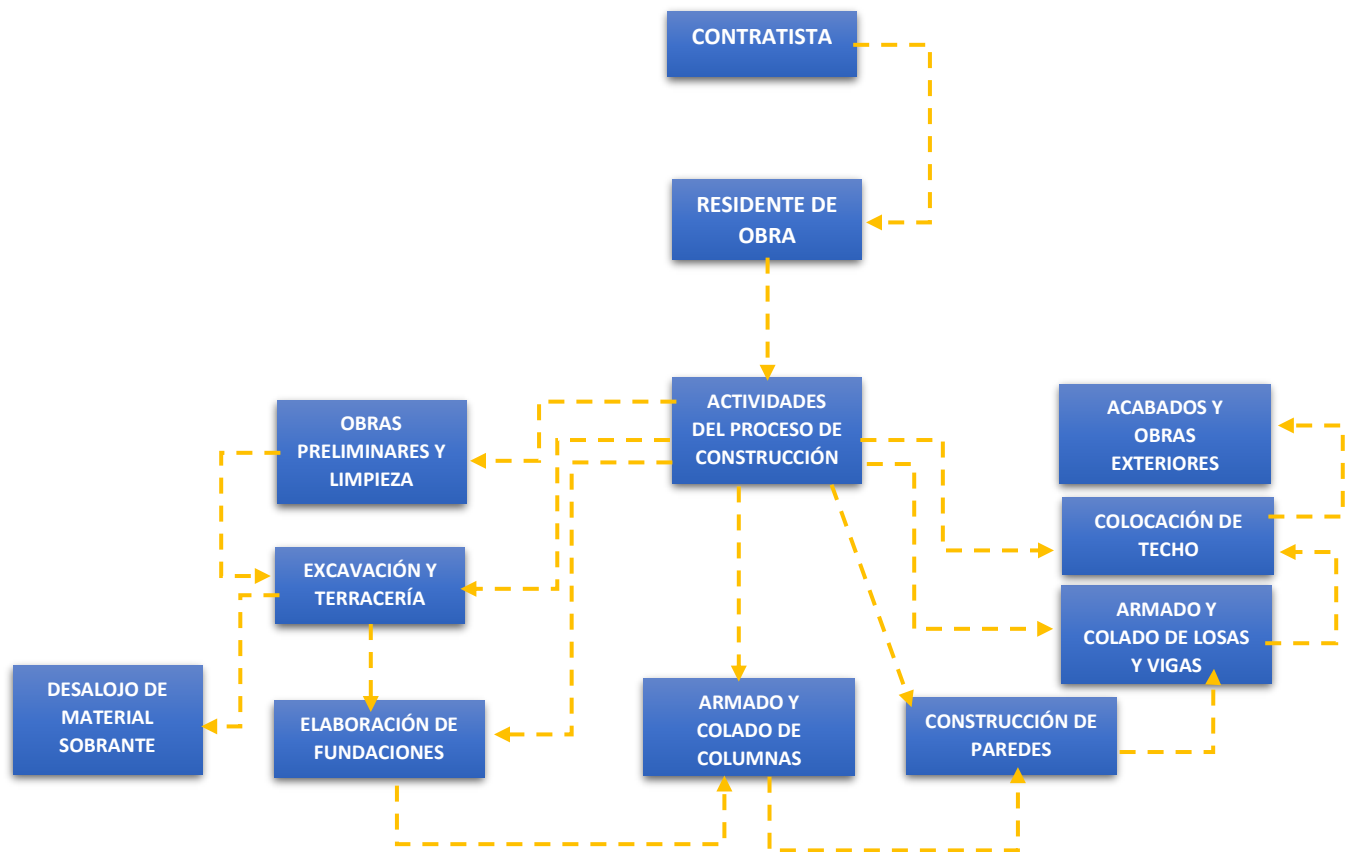 CONTRATISTA
RESIDENTE DE
OBRA
ACTIVIDADES
DEL PROCESO DE
CONSTRUCCIÓN
OBRAS
PRELIMINARES Y
LIMPIEZA
ACABADOS Y
OBRAS
EXTERIORES
COLOCACIÓN DE
TECHO
EXCAVACIÓN Y
TERRACERÍA
ARMADO Y
COLADO DE LOSAS
Y VIGAS
DESALOJO DE
MATERIAL
SOBRANTE
ELABORACIÓN DE
FUNDACIONES
ARMADO Y
COLADO DE
COLUMNAS
CONSTRUCCIÓN DE
PAREDES